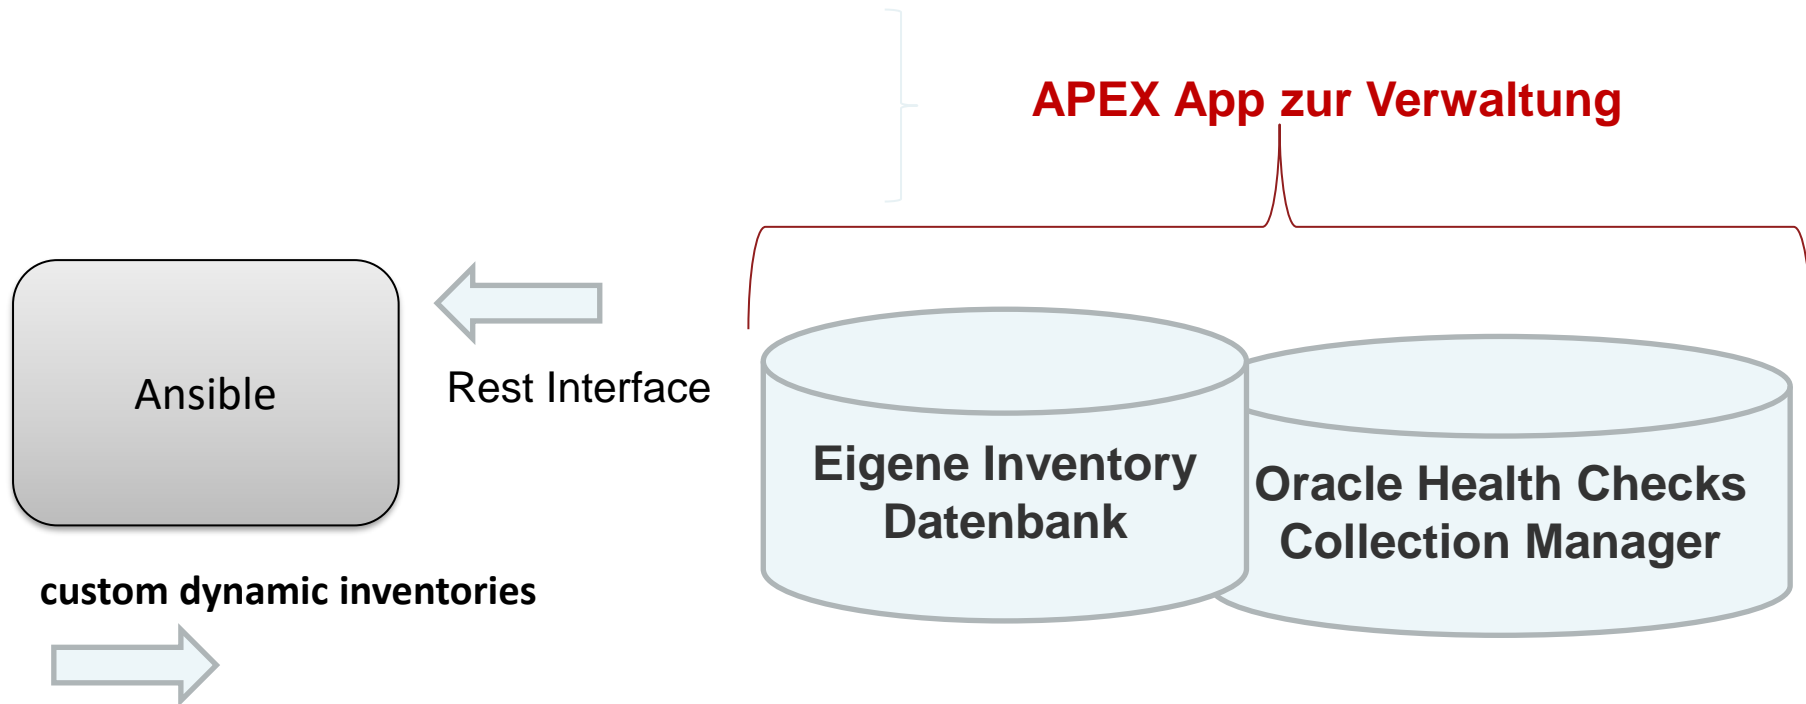 APEX App zur Verwaltung
Ansible
Rest Interface
Eigene Inventory
Datenbank
Oracle Health Checks
Collection Manager
custom dynamic inventories